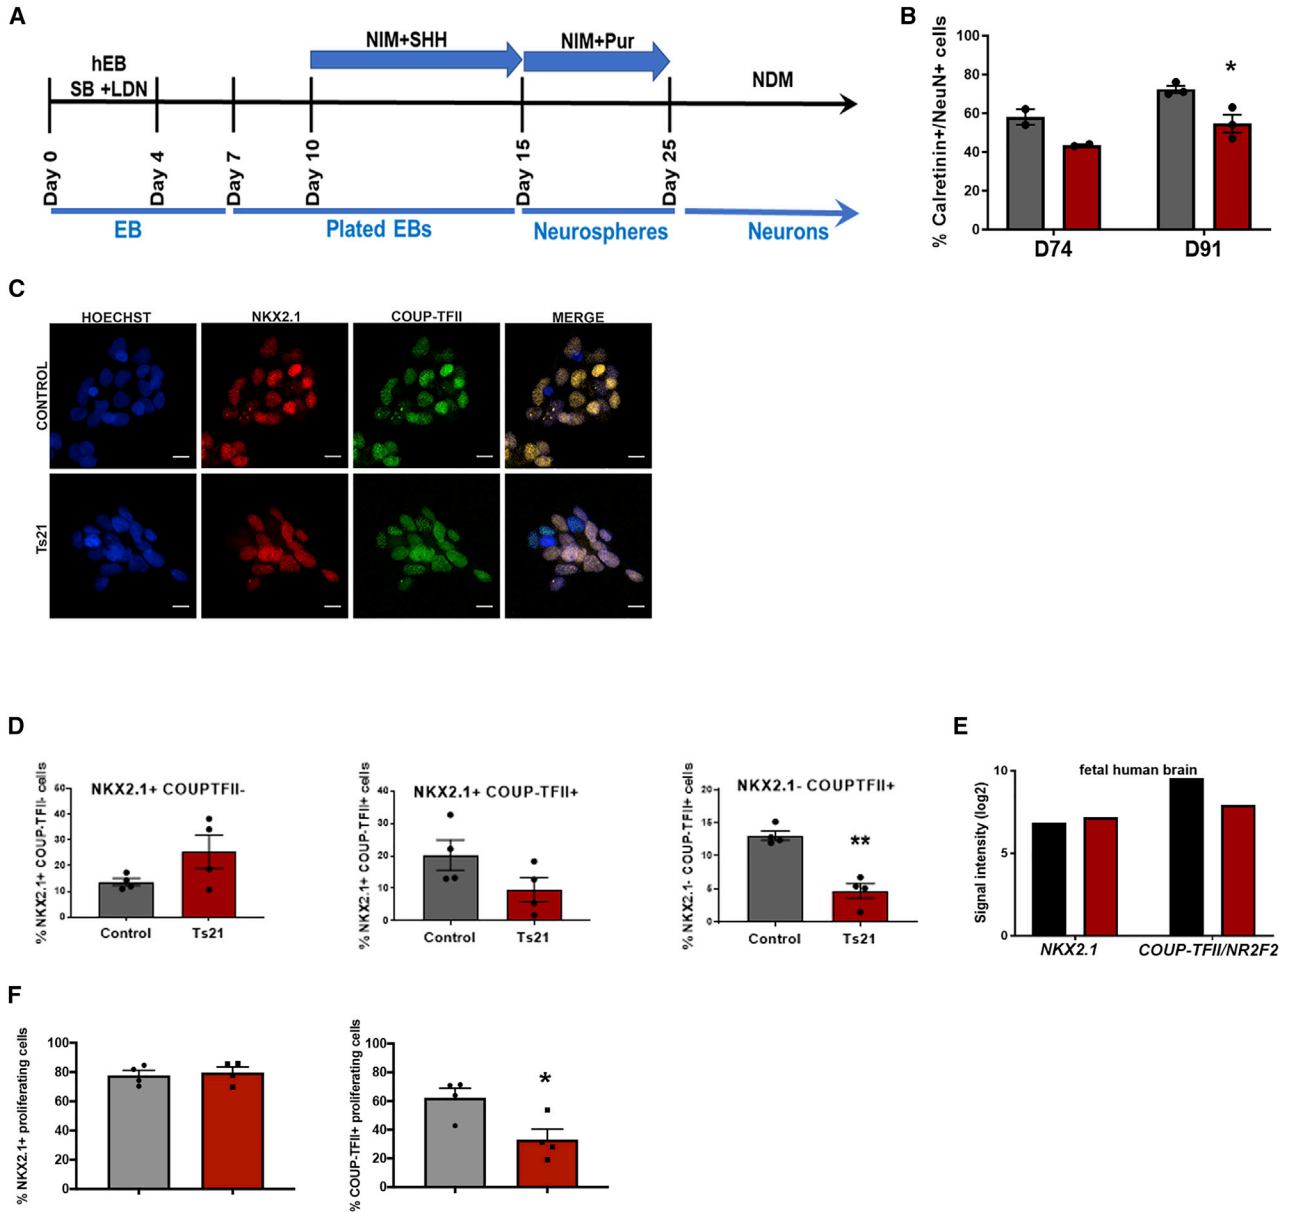 A
hEB
SB +LDN
NIM+SHH
NIM+Pur
NDM
Day 0
Day 4
Day 7
Day 10
Day 15
Day 25
EB
Plated EBs
Neurospheres
Neurons
B
% Calretinin+/NeuN+ cells
100
80
60
40
20
0
*
D74
D91
C
HOECHST
NKX2.1
COUP-TFII
MERGE
CONTROL
Ts21
D
% NKX2.1+ COUP-TFII- cells
NKX2.1+ COUPTFII-
60
40
30
20
10
0
Control
Ts21
% NKX2.1+ COUP-TFII+ cells
NKX2.1+ COUP-TFII+
40
30
20
10
0
Control
Ts21
% NKX2.1- COUP-TFII+ cells
NKX2.1- COUPTFII+
20
15
10
5
0
**
Control
Ts21
E
Signal intensity (log2)
fetal human brain
10
5
0
NKX2.1
COUP-TFII/NR2F2
F
% NKX2.1+ proliferating cells
100
80
60
40
20
0
% COUP-TFII+ proliferating cells
100
80
60
40
20
0
*